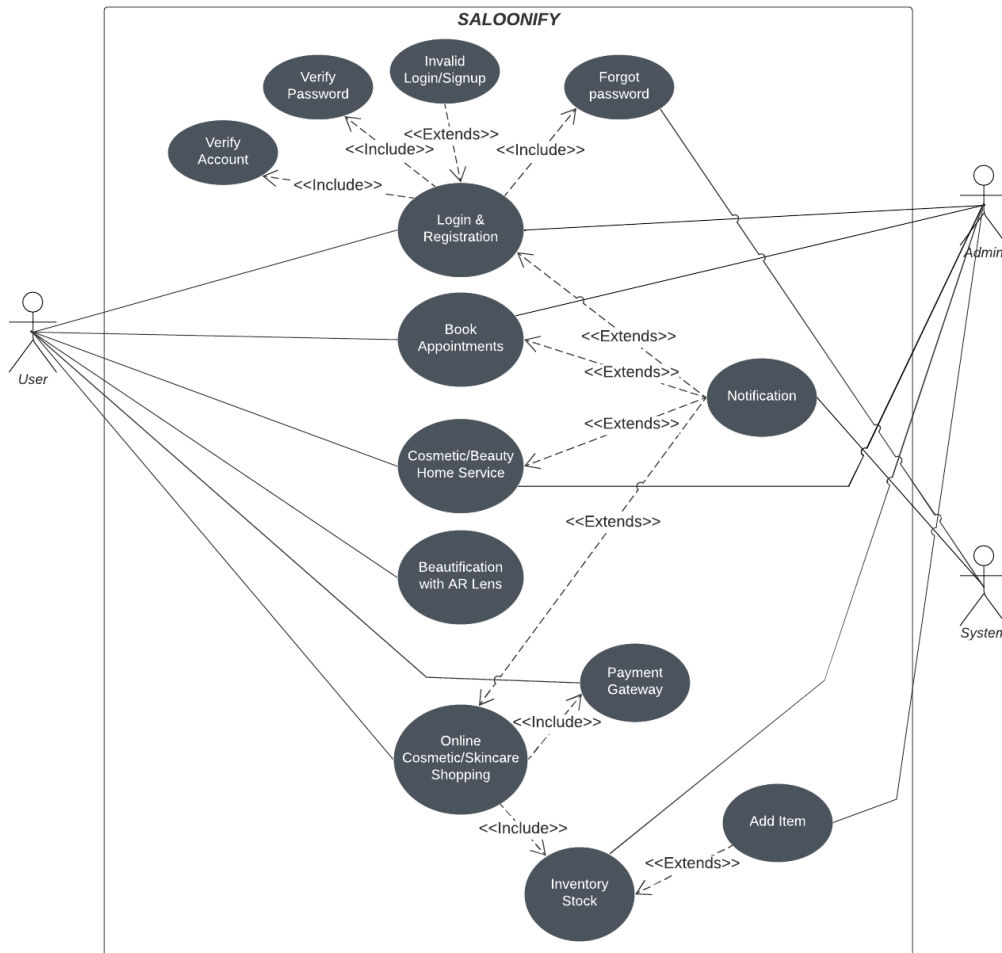 SALOONIFY
Invalid
Login/Signup
Verify
Password
Forgot
password
Verify
Account
<<Extends>>
<<Include>>
<<Include>>
<<Include>>
Login &
Registration
Admin
<<Extends>>
Book
Appointments
<<Extends>>
User
Notification
<<Extends>>
Cosmetic/Beauty
Home Service
<<Extends>>
Beautification
with AR Lens
System
Payment
Gateway
<<Include>>
Online
Cosmetic/Skincare
Shopping
<<Include>>
Add Item
<<Extends>>
Inventory
Stock